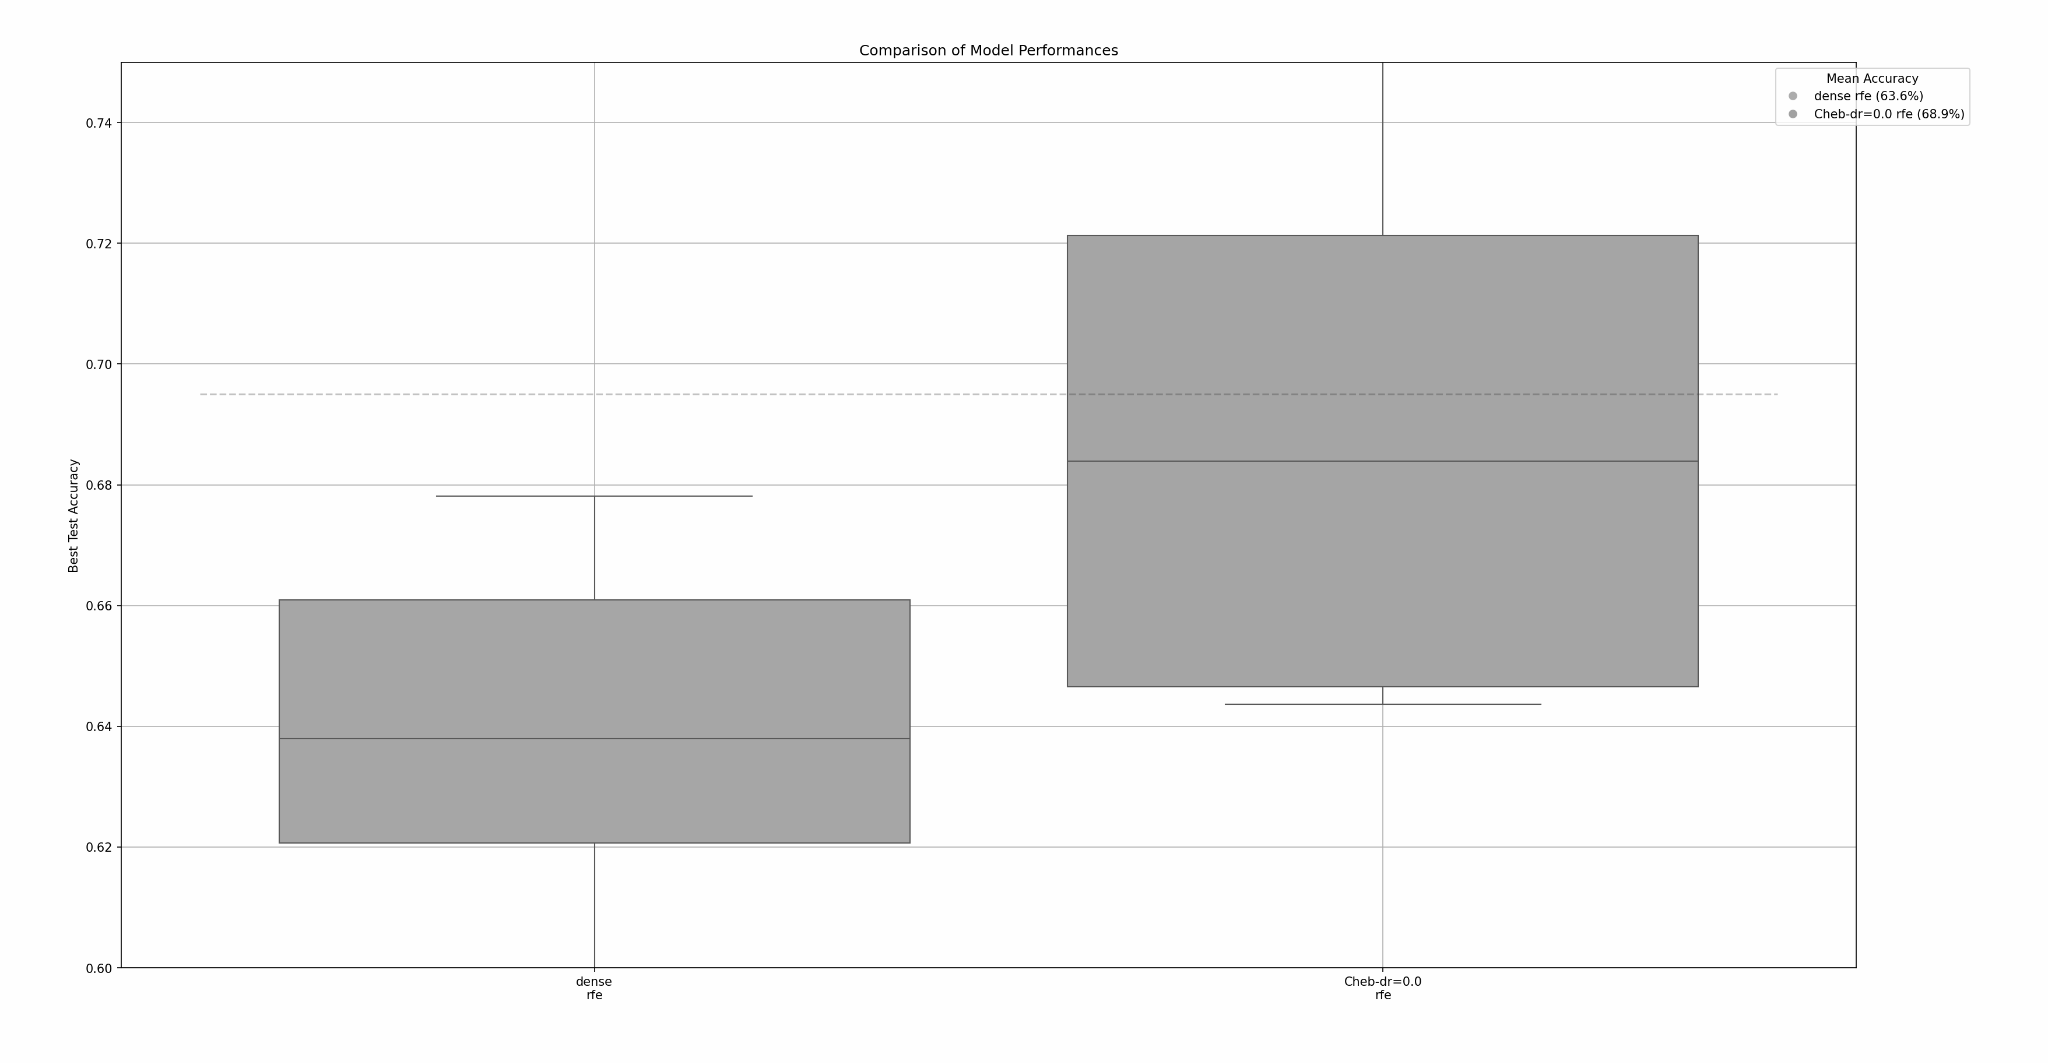 Comparison of Model Performances
Mean Accuracy
dense rfe (63.6%)
Cheb-dr=0.0 rfe (68.9%)
Best Test Accuracy
0.74
0.72
0.70
0.68
0.66
0.64
0.62
0.60
dense
rfe
Cheb-dr=0.0
rfe